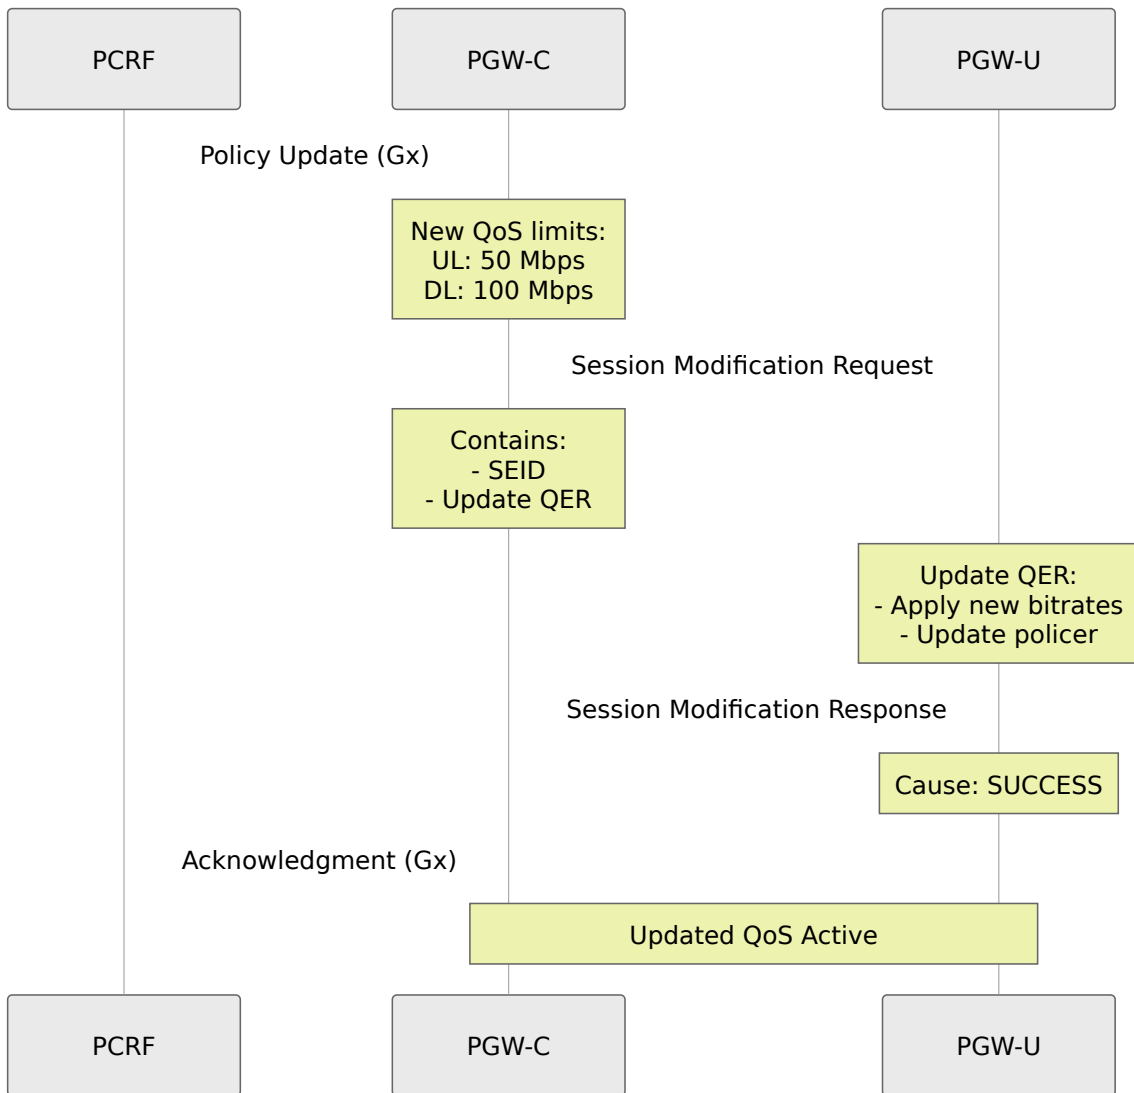 PCRF
PGW-C
PGW-U
Policy Update (Gx)
New QoS limits:
UL: 50 Mbps
DL: 100 Mbps
Session Modification Request
Contains:
- SEID
- Update QER
Update QER:
- Apply new bitrates
- Update policer
Session Modification Response
Cause: SUCCESS
Acknowledgment (Gx)
Updated QoS Active
PCRF
PGW-C
PGW-U